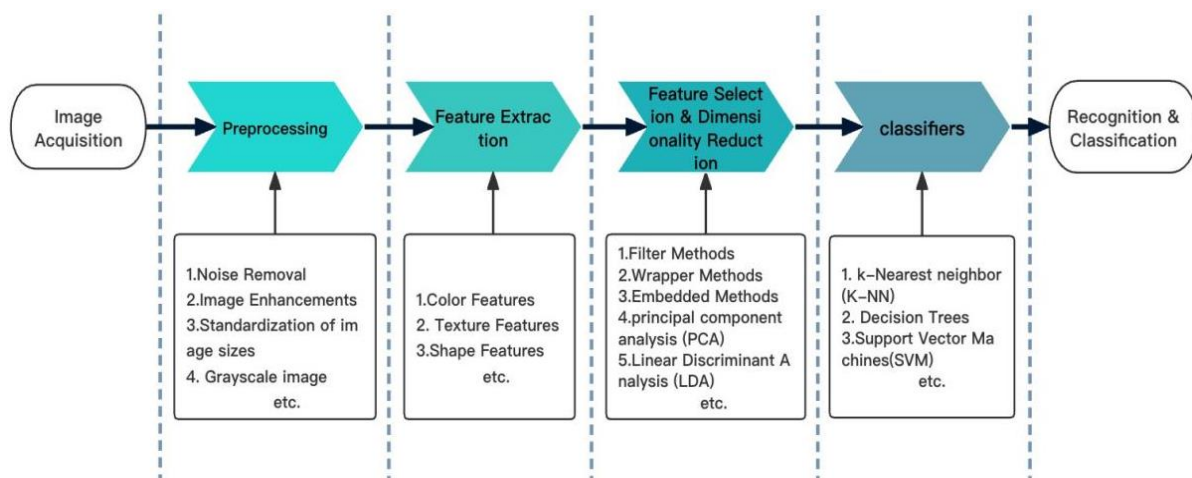 Image
Acquisition
Preprocessing
Feature Extrac
tion
Feature Select
ion & Dimensi
onality Reduct
ion
classifiers
Recognition &
Classification
1.Noise Removal
2.Image Enhancements
3.Standardization of im
age sizes
4. Grayscale image
etc.
1.Color Features
2. Texture Features
3.Shape Features
etc.
1.Filter Methods
2.Wrapper Methods
3.Embedded Methods
4.principal component
analysis (PCA)
5.Linear Discriminant A
nalysis (LDA)
etc.
1. k-Nearest neighbor
(K-NN)
2. Decision Trees
3.Support Vector Ma
chines(SVM)
etc.